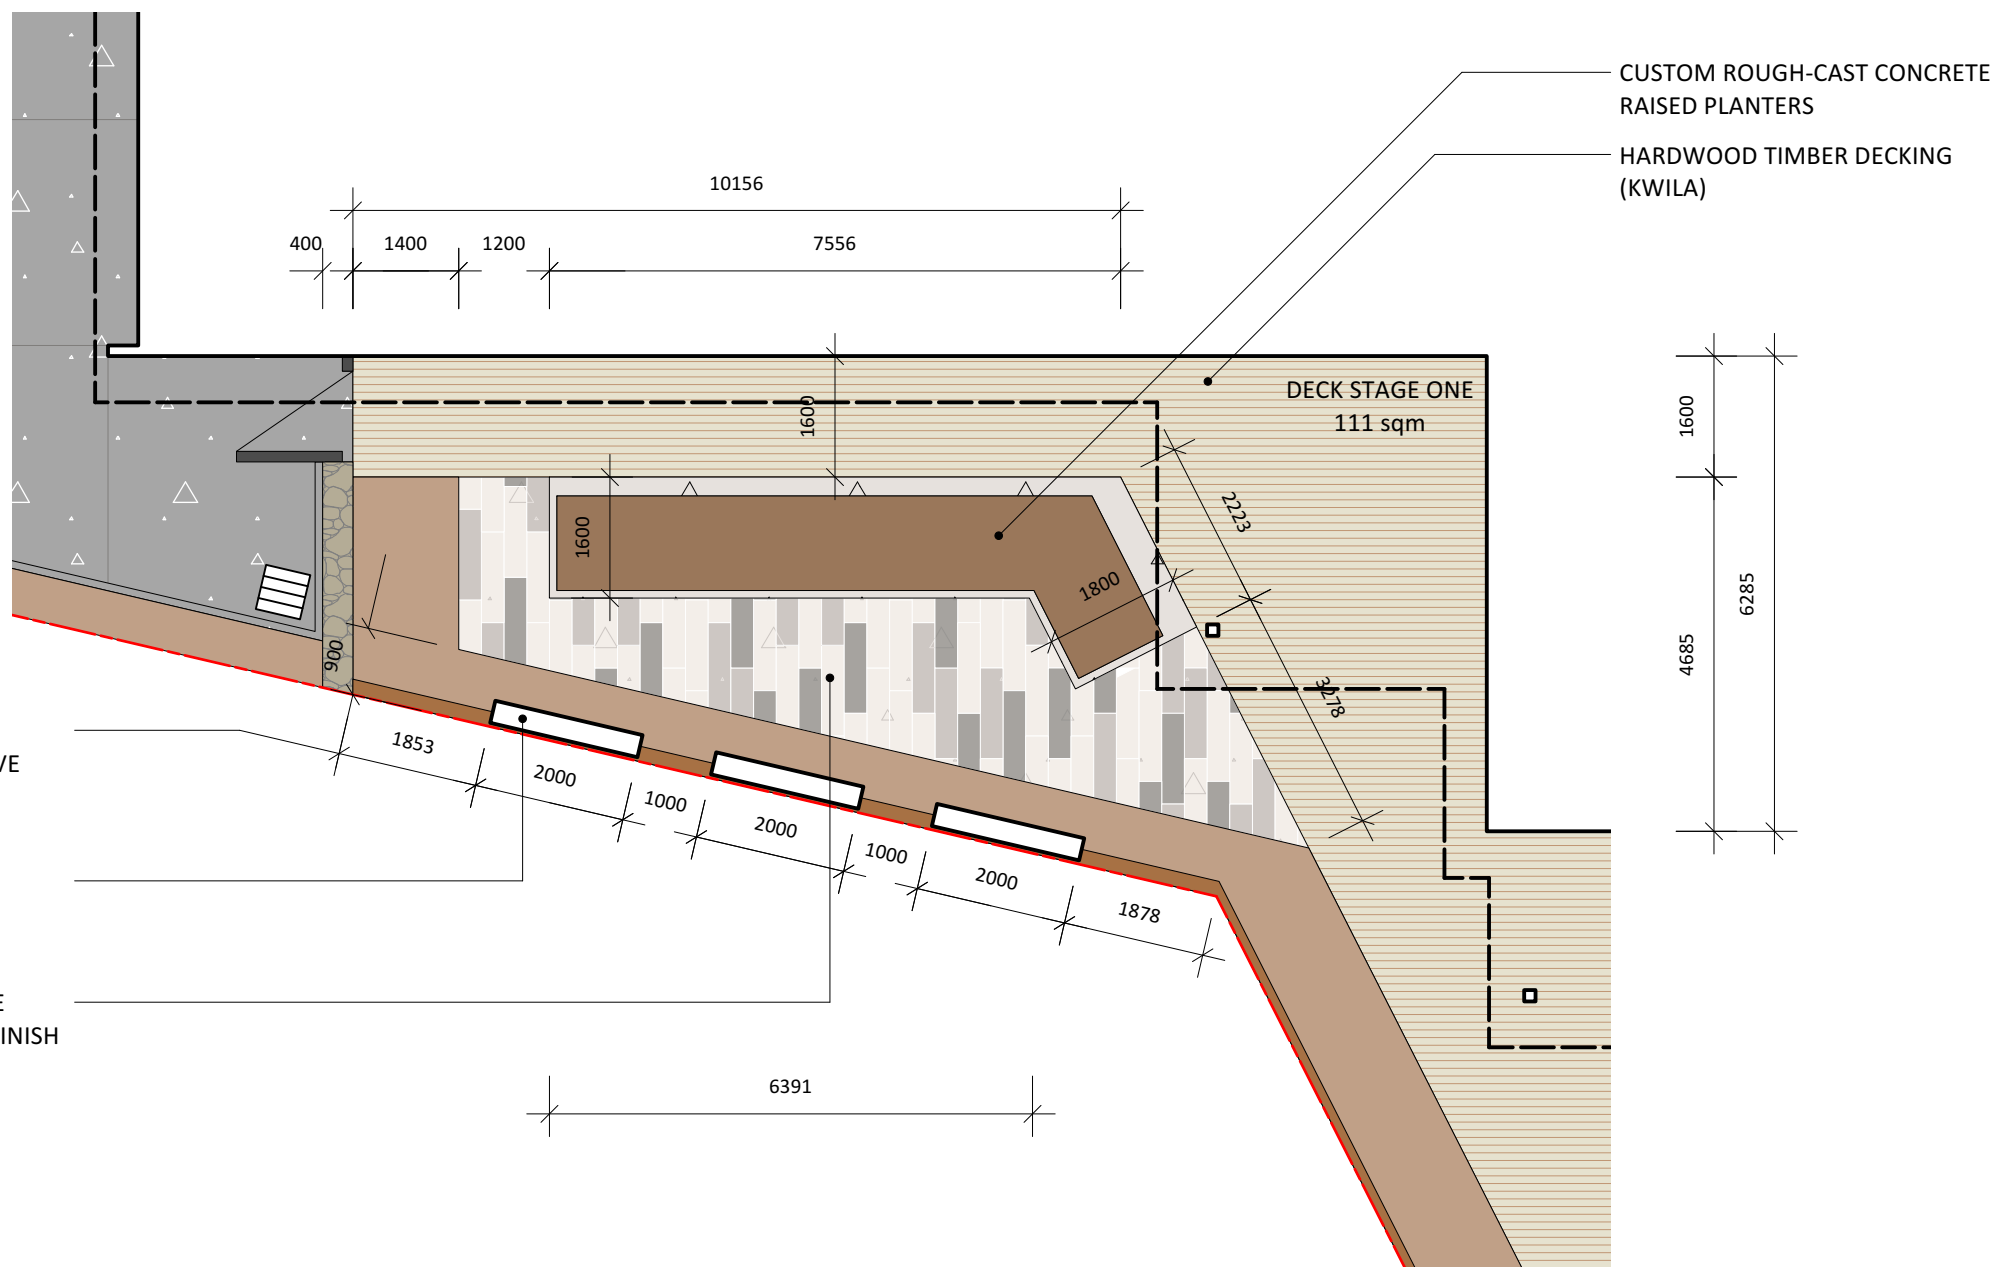 CUSTOM ROUGH-CAST CONCRETE
RAISED PLANTERS
HARDWOOD TIMBER DECKING
(KWILA)
10156
400
1400
1200
7556
DECK STAGE ONE
111 sqm
1600
1600
1600
2223
1800
6285
4685
900
3278
1853
2000
1000
2000
1000
2000
1878
VE
E
INISH
6391